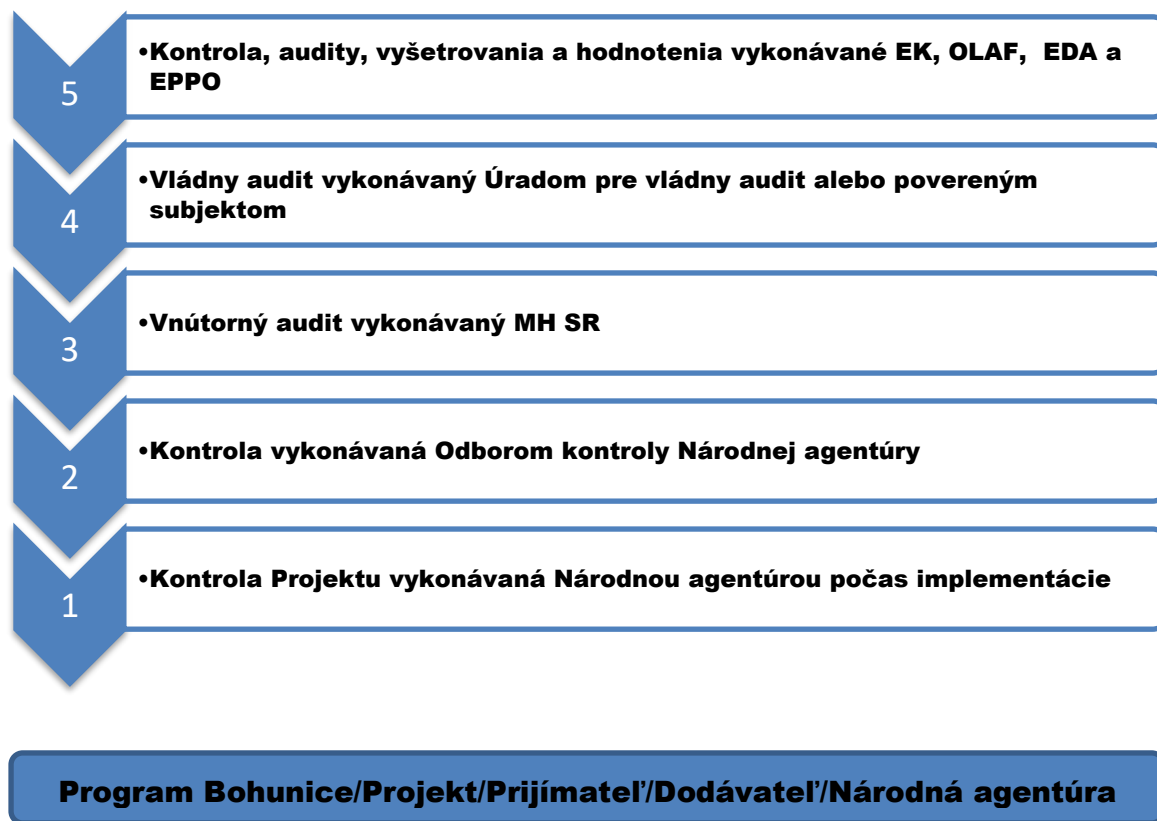 5
•Kontrola, audity, vyšetrovania a hodnotenia vykonávané EK, OLAF, EDA a
EPPO
4
•Vládny audit vykonávaný Úradom pre vládny audit alebo povereným
subjektom
3
•Vnútorný audit vykonávaný MH SR
2
•Kontrola vykonávaná Odborom kontroly Národnej agentúry
1
•Kontrola Projektu vykonávaná Národnou agentúrou počas implementácie
Program Bohunice/Projekt/Prijímateľ/Dodávateľ/Národná agentúra